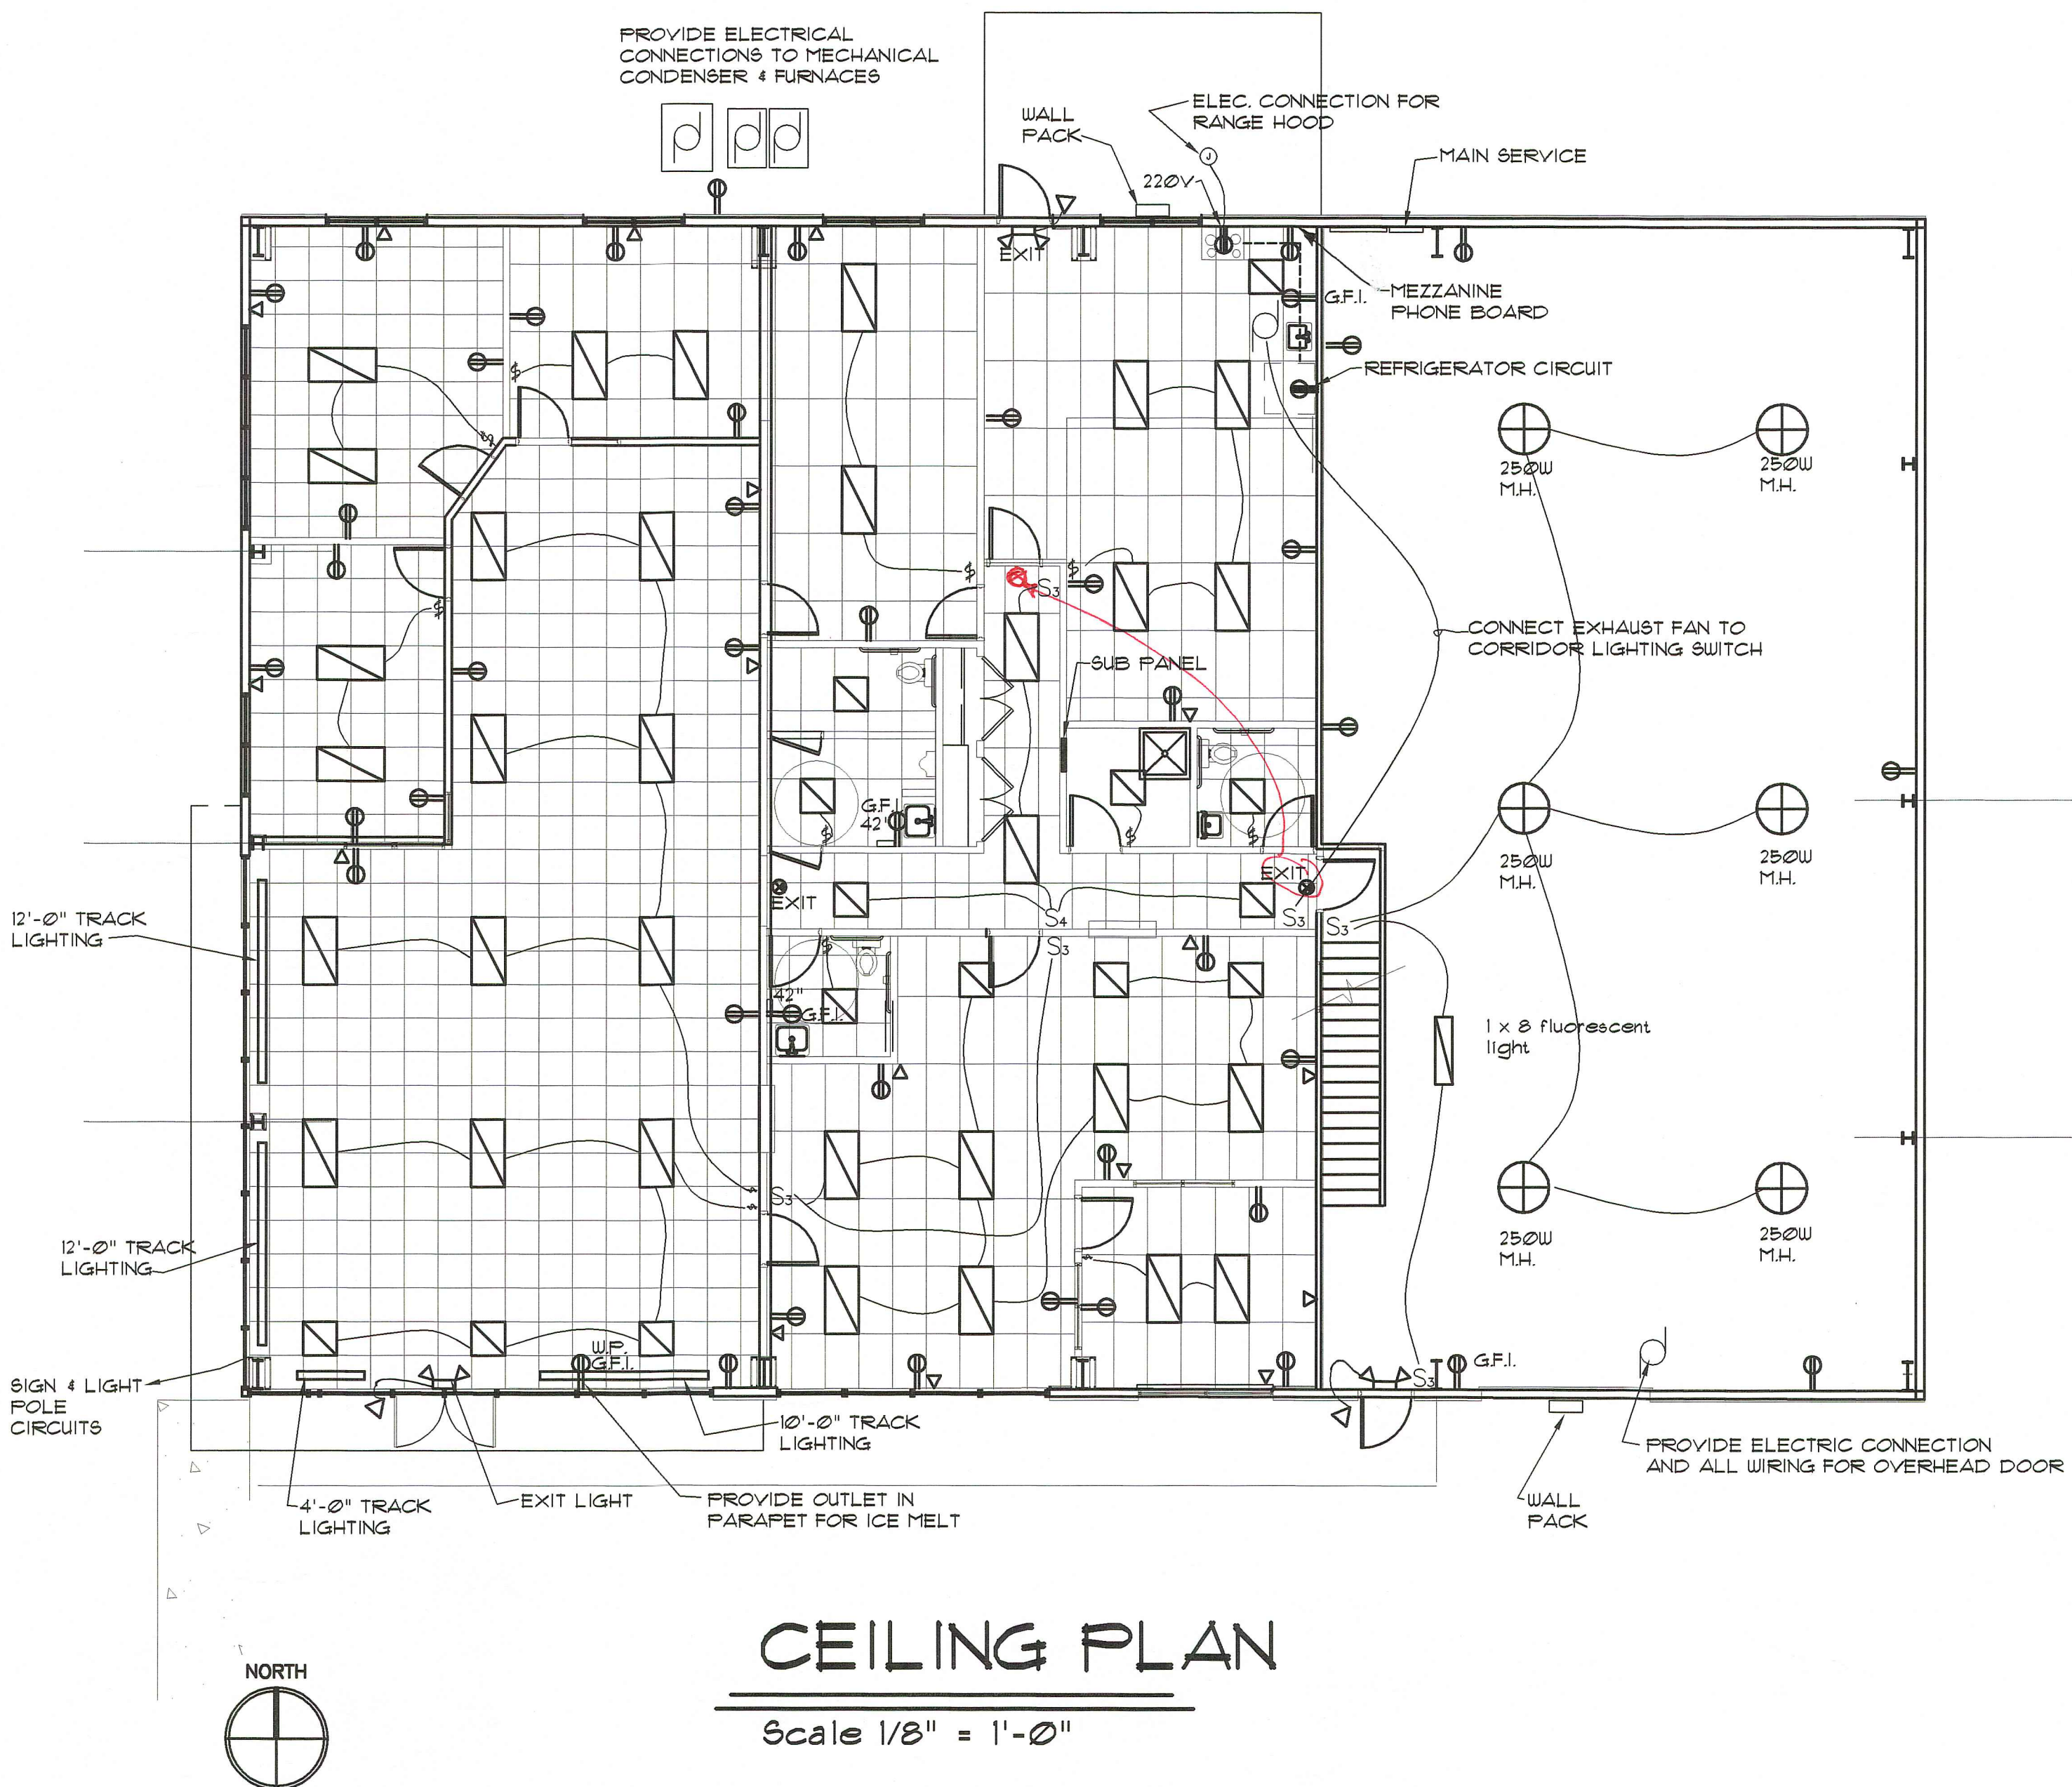 PROVIDE ELECTRICAL
CONNECTIONS TO MECHANICAL
CONDENSER & FURNACES
WALL
PACK
ELEC. CONNECTION FOR
RANGE HOOD
J
220V
MAIN SERVICE
EXIT
G.F.I.
MEZZANINE
PHONE BOARD
REFRIGERATOR CIRCUIT
$
$
250W
M.H.
250W
M.H.
$
$
S3
$
CONNECT EXHAUST FAN TO
CORRIDOR LIGHTING SWITCH
SUB PANEL
G.F.I.
42"
$
$
$
250W
M.H.
250W
M.H.
EXIT
EXIT
12'-0" TRACK
LIGHTING
S4
S3
S3
$
S3
42"
G.F.I.
1 x 8 fluorescent
light
$
S3
$
12'-0" TRACK
LIGHTING
250W
M.H.
250W
M.H.
$
W.P.
G.F.I.
G.F.I.
S3
SIGN & LIGHT
POLE
CIRCUITS
10'-0" TRACK
LIGHTING
PROVIDE ELECTRIC CONNECTION
AND ALL WIRING FOR OVERHEAD DOOR
4'-0" TRACK
LIGHTING
EXIT LIGHT
PROVIDE OUTLET IN
PARAPET FOR ICE MELT
WALL
PACK
CEILING PLAN
Scale 1/8" = 1'-0"
NORTH